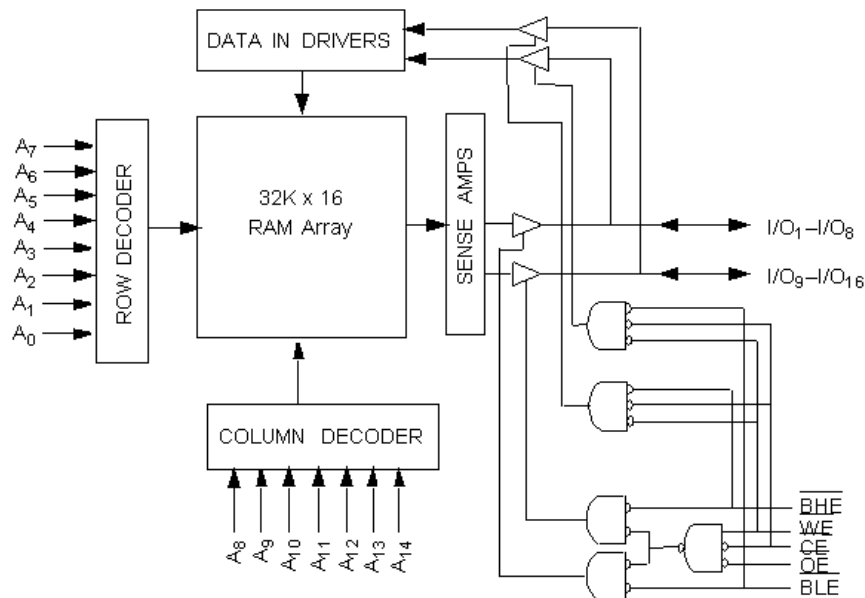 DATA IN DRIVERS
A7
A6
A5
A4
A3
A2
A1
A0
ROW DECODER
32K x 16
RAM Array
SENSE AMPS
I/O1–I/O8
I/O9–I/O16
COLUMN DECODER
A8
A9
A10
A11
A12
A13
A14
BHE
WE
CE
OE
BLE